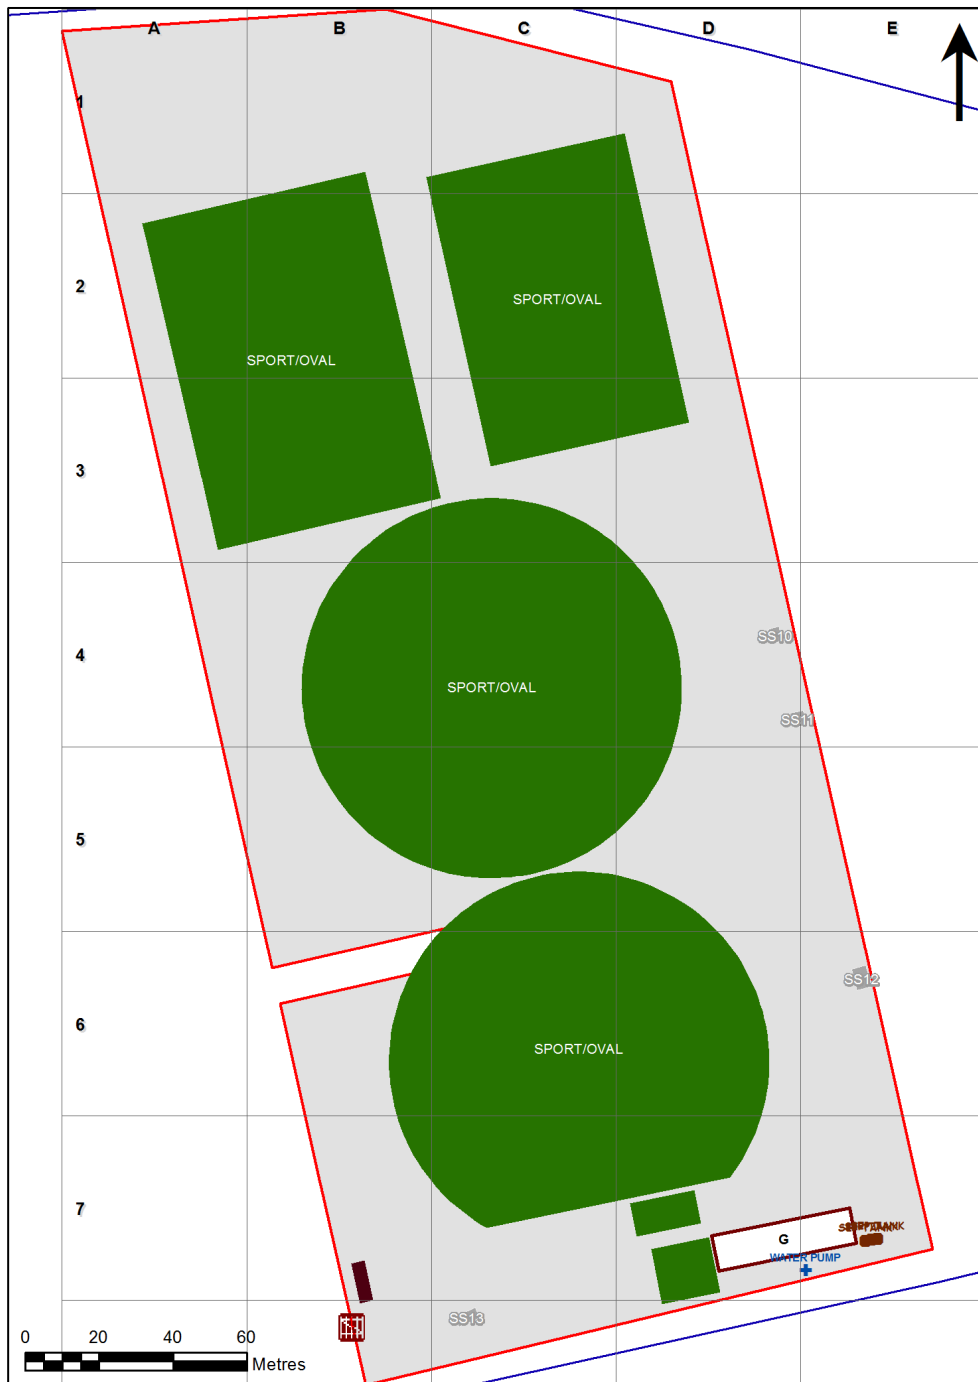 A
B
C
D
E
1
2
SPORT/OVAL
SPORT/OVAL
3
SS10
4
SPORT/OVAL
SS11
5
SS12
6
SPORT/OVAL
7
G
WATER PUMP
SS13
0 20 40 60
Metres